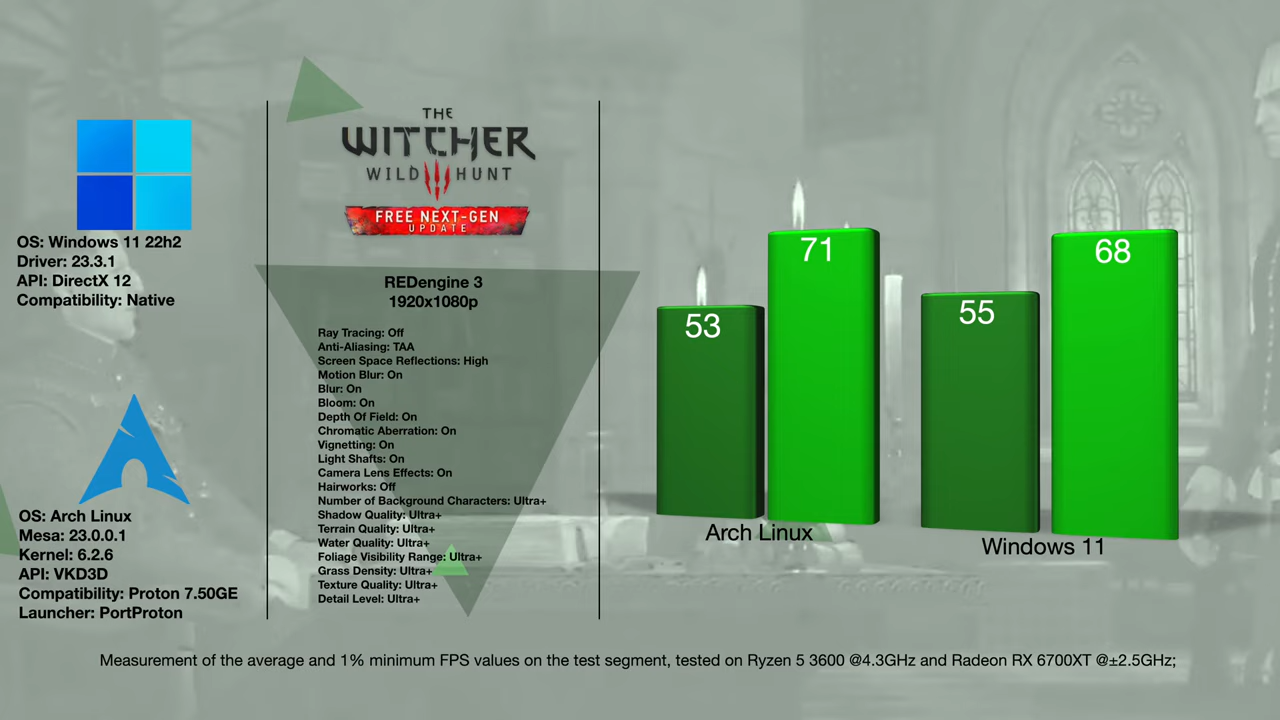 OS: Windows 11 22h2
Driver: 23.3.1
API: DirectX 12
Compatibility: Native
OS: Arch Linux
Mesa: 23.0.0.1
Kernel: 6.2.6
API: VKD3D
Compatibility: Proton 7.50GE
Launcher: PortProton
THE
WITCHER
WILD HUNT
FREE NEXT-GEN
UPDATE
REDengine 3
1920x1080p
Ray Tracing: Off
Anti-Aliasing: TAA
Screen Space Reflections: High
Motion Blur: On
Blur: On
Bloom: On
Depth Of Field: On
Chromatic Aberration: On
Vignetting: On
Light Shafts: On
Camera Lens Effects: On
Hairworks: Off
Number of Background Characters: Ultra+
Shadow Quality: Ultra+
Terrain Quality: Ultra+
Water Quality: Ultra+
Foliage Visibility Range: Ultra+
Grass Density: Ultra+
Texture Quality: Ultra+
Detail Level: Ultra+
53
71
Arch Linux
55
68
Windows 11
Measurement of the average and 1% minimum FPS values on the test segment, tested on Ryzen 5 3600 @4.3GHz and Radeon RX 6700XT @±2.5GHz;